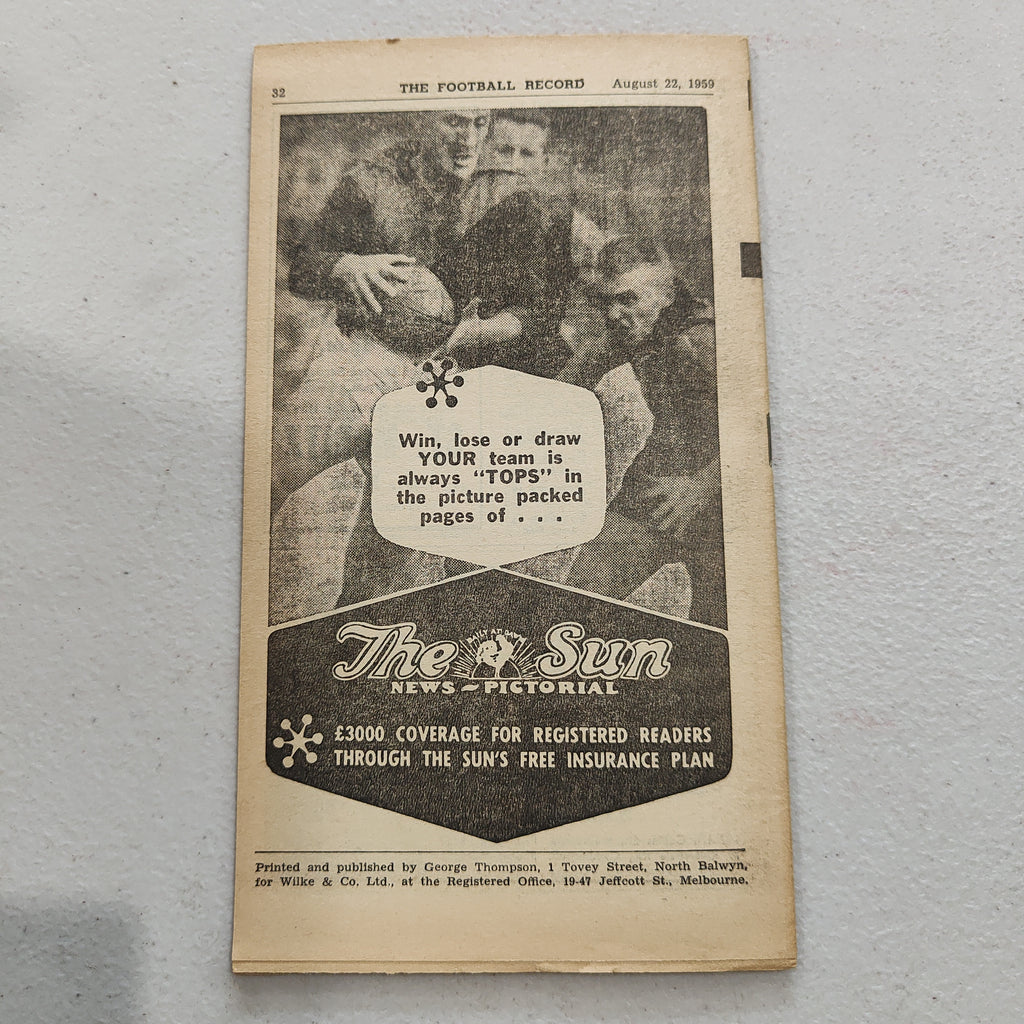 32 THE FOOTBALL RECORD August 22, 1959
Win, lose or draw
YOUR team is
always "TOPS" in
the picture packed
pages of . . .
The Sun
NEWS-PICTORIAL
£3000 COVERAGE FOR REGISTERED READERS
THROUGH THE SUN'S FREE INSURANCE PLAN
Printed and published by George Thompson, 1 Tovey Street, North Balwyn,
for Wilke & Co. Ltd., at the Registered Office, 19-47 Jeffcott St., Melbourne.